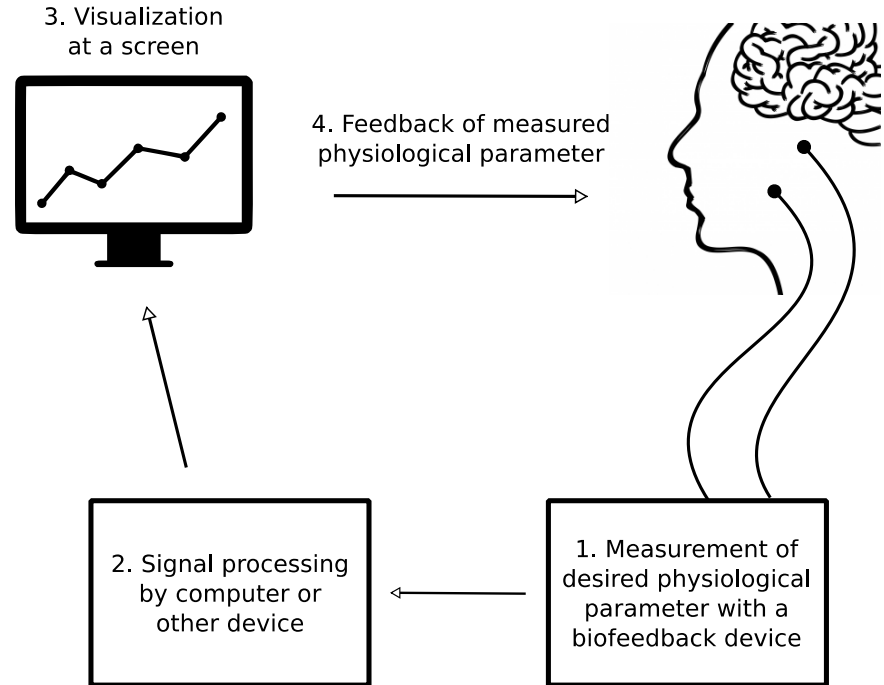 3. Visualization
at a screen
4. Feedback of measured
physiological parameter
2. Signal processing
by computer or
other device
1. Measurement of
desired physiological
parameter with a
biofeedback device